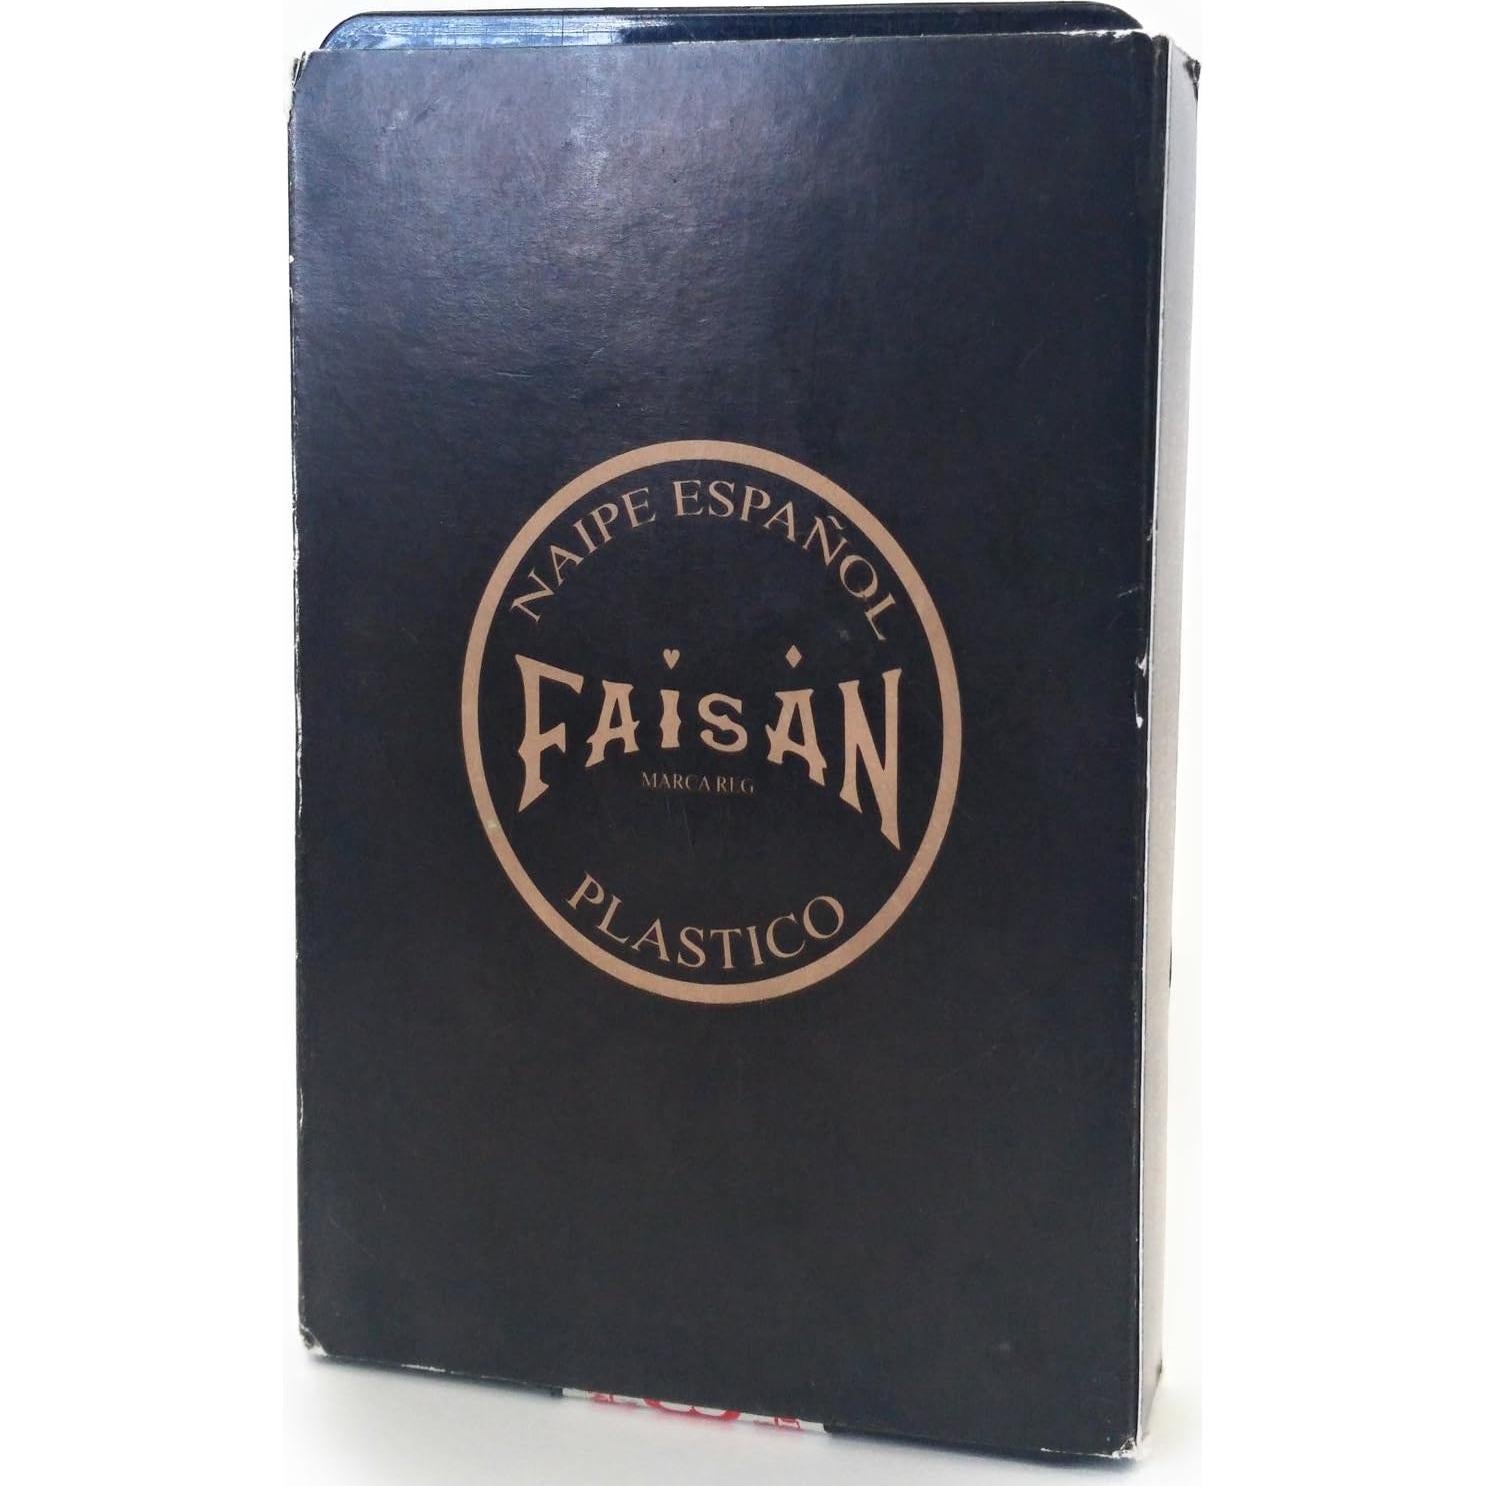 NAIPE ESPAÑOL
FAISÁN
MARCA REG
PLASTICO